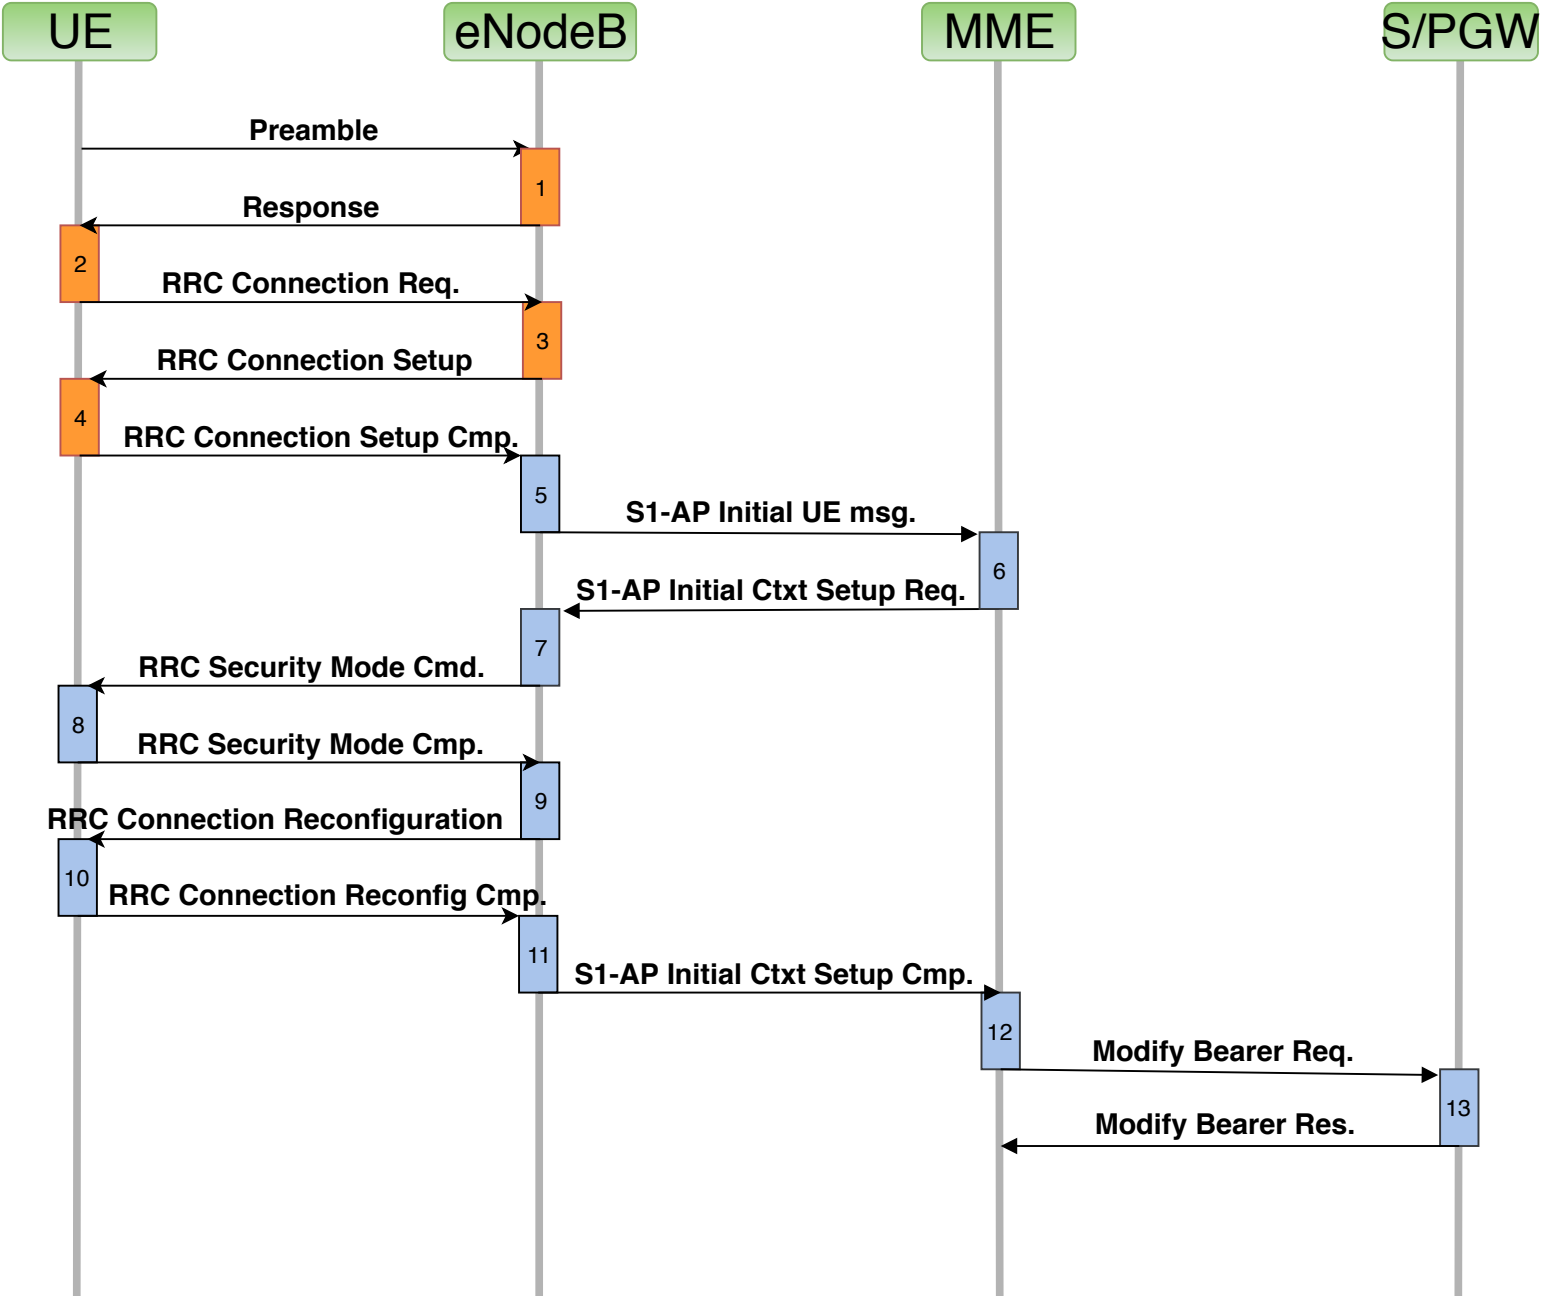 UE
eNodeB
MME
S/PGW
Preamble
1
Response
2
RRC Connection Req.
3
RRC Connection Setup
4
RRC Connection Setup Cmp.
5
S1-AP Initial UE msg.
6
S1-AP Initial Ctxt Setup Req.
7
RRC Security Mode Cmd.
8
RRC Security Mode Cmp.
9
RRC Connection Reconfiguration
10
RRC Connection Reconfig Cmp.
11
S1-AP Initial Ctxt Setup Cmp.
12
Modify Bearer Req.
13
Modify Bearer Res.